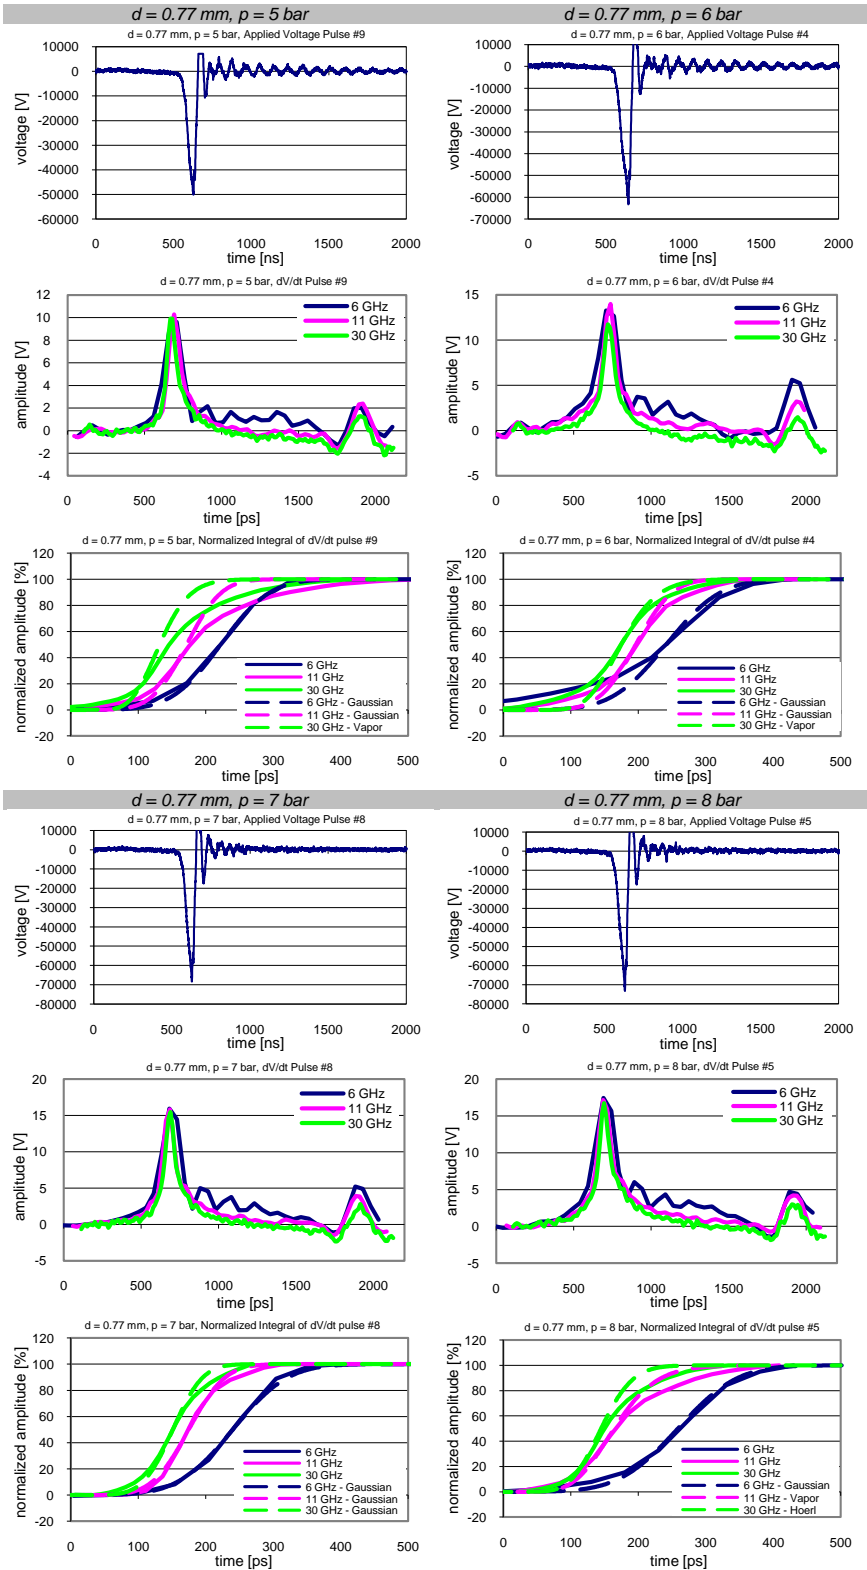 d = 0.77 mm, p = 5 bar
d = 0.77 mm, p = 6 bar
d = 0.77 mm, p = 5 bar, Applied Voltage Pulse #9
voltage [V]
10000
0
-10000
-20000
-30000
-40000
-50000
-60000
0 500 1000 1500 2000
time [ns]
d = 0.77 mm, p = 6 bar, Applied Voltage Pulse #4
voltage [V]
10000
0
-10000
-20000
-30000
-40000
-50000
-60000
-70000
0 500 1000 1500 2000
time [ns]
d = 0.77 mm, p = 5 bar, dV/dt Pulse #9
amplitude [V]
12
10
8
6
4
2
0
-2
-4
6 GHz
11 GHz
30 GHz
0 500 1000 1500 2000
time [ps]
d = 0.77 mm, p = 6 bar, dV/dt Pulse #4
amplitude [V]
15
10
5
0
-5
6 GHz
11 GHz
30 GHz
0 500 1000 1500 2000
time [ps]
d = 0.77 mm, p = 5 bar, Normalized Integral of dV/dt pulse #9
normalized amplitude [%]
120
100
80
60
40
20
0
-20
6 GHz
11 GHz
30 GHz
6 GHz - Gaussian
11 GHz - Gaussian
30 GHz - Vapor
0 100 200 300 400 500
time [ps]
d = 0.77 mm, p = 6 bar, Normalized Integral of dV/dt pulse #4
normalized amplitude [%]
120
100
80
60
40
20
0
-20
6 GHz
11 GHz
30 GHz
6 GHz - Gaussian
11 GHz - Gaussian
30 GHz - Vapor
0 100 200 300 400 500
time [ps]
d = 0.77 mm, p = 7 bar
d = 0.77 mm, p = 8 bar
d = 0.77 mm, p = 7 bar, Applied Voltage Pulse #8
voltage [V]
10000
0
-10000
-20000
-30000
-40000
-50000
-60000
-70000
-80000
0 500 1000 1500 2000
time [ns]
d = 0.77 mm, p = 8 bar, Applied Voltage Pulse #5
voltage [V]
10000
0
-10000
-20000
-30000
-40000
-50000
-60000
-70000
-80000
0 500 1000 1500 2000
time [ns]
d = 0.77 mm, p = 7 bar, dV/dt Pulse #8
amplitude [V]
20
15
10
5
0
-5
6 GHz
11 GHz
30 GHz
0 500 1000 1500 2000
time [ps]
d = 0.77 mm, p = 8 bar, dV/dt Pulse #5
amplitude [V]
20
15
10
5
0
-5
6 GHz
11 GHz
30 GHz
0 500 1000 1500 2000
time [ps]
d = 0.77 mm, p = 7 bar, Normalized Integral of dV/dt pulse #8
normalized amplitude [%]
120
100
80
60
40
20
0
-20
6 GHz
11 GHz
30 GHz
6 GHz - Gaussian
11 GHz - Gaussian
30 GHz - Gaussian
0 100 200 300 400 500
time [ps]
d = 0.77 mm, p = 8 bar, Normalized Integral of dV/dt pulse #5
normalized amplitude [%]
120
100
80
60
40
20
0
-20
6 GHz
11 GHz
30 GHz
6 GHz - Gaussian
11 GHz - Vapor
30 GHz - Hoerl
0 100 200 300 400 500
time [ps]